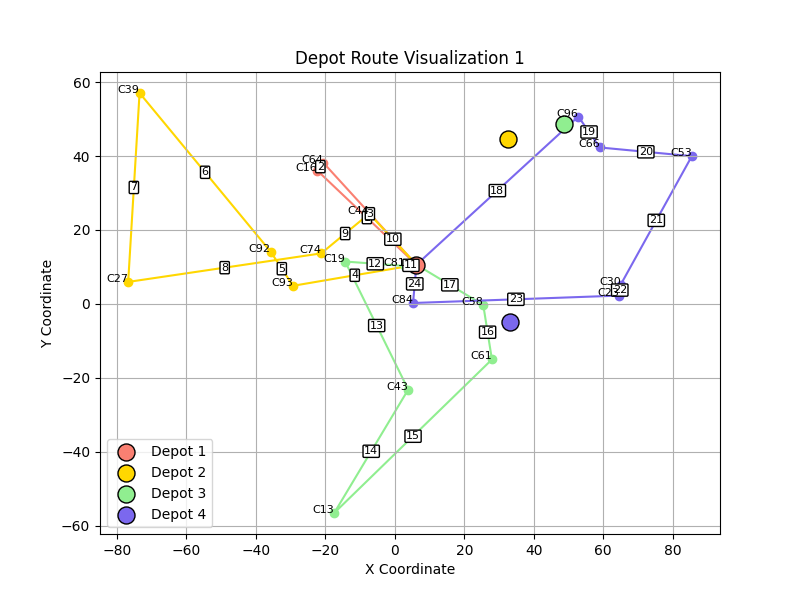 Depot Route Visualization 1
60
40
20
0
−20
−40
−60
Y Coordinate
−80
−60
−40
−20
0
20
40
60
80
X Coordinate
C39
C96
C66
C53
C64
C16
C44
C92
C74
C19
C81
C27
C93
C84
C58
C30
C23
C61
C43
C13
2
3
4
5
6
7
8
9
10
11
12
13
14
15
16
17
18
19
20
21
22
23
24
Depot 1
Depot 2
Depot 3
Depot 4